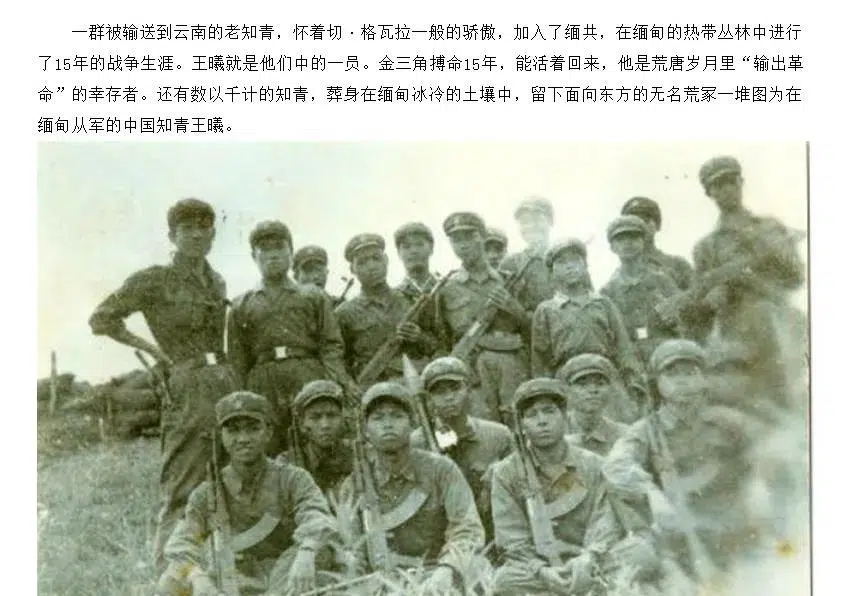 一群被输送到云南的老知青，怀着切·格瓦拉一般的骄傲，加入了缅共，在缅甸的热带丛林中进行
了15年的战争生涯。王曦就是他们中的一员。金三角搏命15年，能活着回来，他是荒唐岁月里“输出革
命”的幸存者。还有数以千计的知青，葬身在缅甸冰冷的土壤中，留下面向东方的无名荒冢一堆图为在
缅甸从军的中国知青王曦。